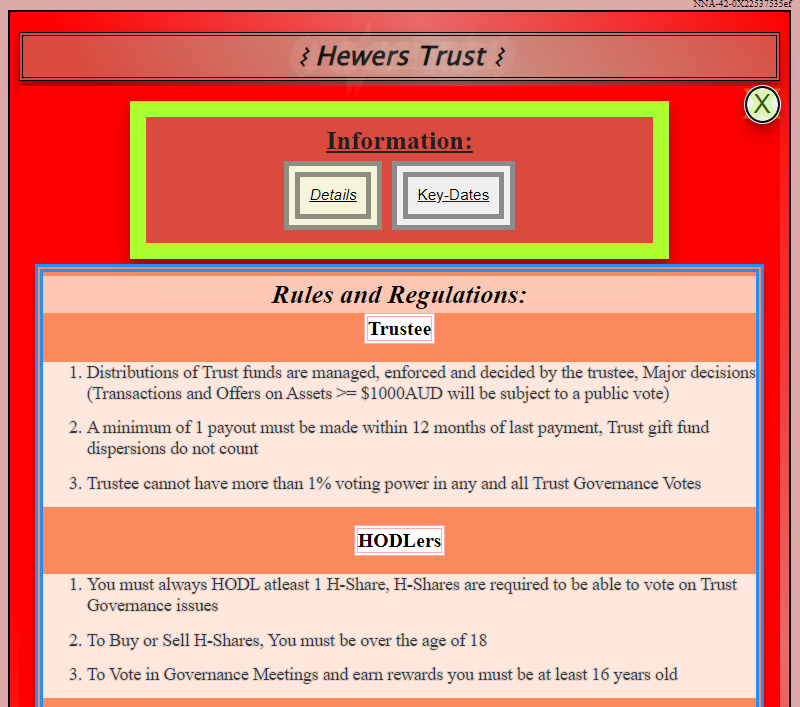 NNA-42-0X22537535ef
⌇ Hewers Trust ⌇
X
Information:
Details Key-Dates
Rules and Regulations:
Trustee
1. Distributions of Trust funds are managed, enforced and decided by the trustee, Major decisions
(Transactions and Offers on Assets >= $1000AUD will be subject to a public vote)
2. A minimum of 1 payout must be made within 12 months of last payment, Trust gift fund
dispersions do not count
3. Trustee cannot have more than 1% voting power in any and all Trust Governance Votes
HODLers
1. You must always HODL atleast 1 H-Share, H-Shares are required to be able to vote on Trust
Governance issues
2. To Buy or Sell H-Shares, You must be over the age of 18
3. To Vote in Governance Meetings and earn rewards you must be at least 16 years old